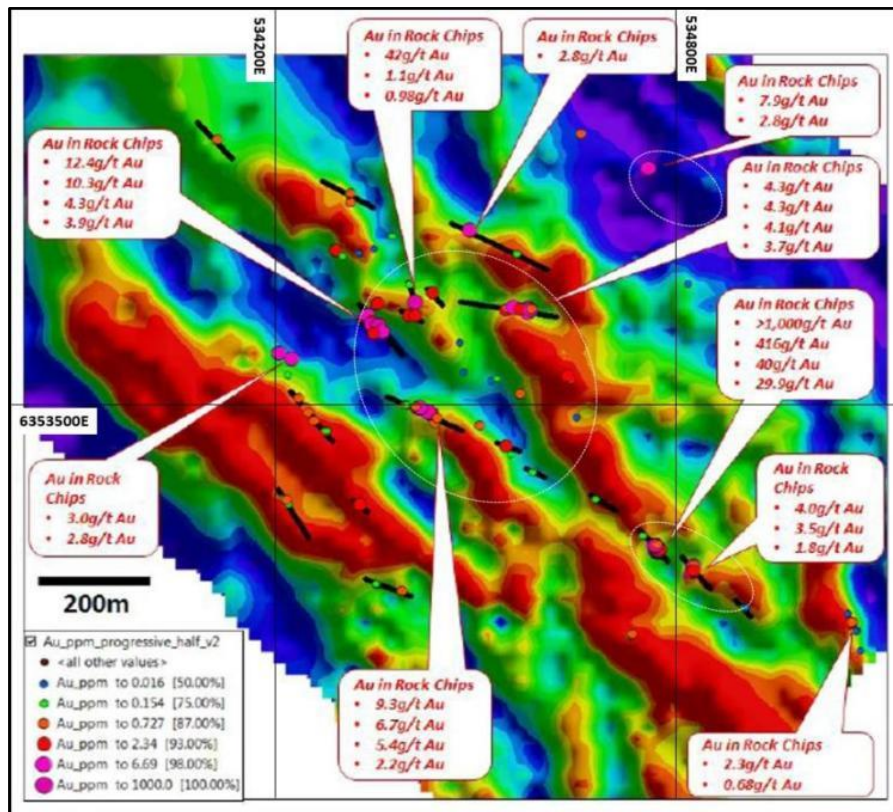 534200E
534800E
Au in Rock Chips
• 42g/t Au
• 1.1g/t Au
• 0.98g/t Au
Au in Rock Chips
• 2.8g/t Au
Au in Rock Chips
• 7.9g/t Au
• 2.8g/t Au
Au in Rock Chips
• 12.4g/t Au
• 10.3g/t Au
• 4.3g/t Au
• 3.9g/t Au
Au in Rock Chips
• 4.3g/t Au
• 4.3g/t Au
• 4.1g/t Au
• 3.7g/t Au
Au in Rock Chips
• >1,000g/t Au
• 416g/t Au
• 40g/t Au
• 29.9g/t Au
6353500E
Au in Rock
Chips
• 3.0g/t Au
• 2.8g/t Au
Au in Rock
Chips
• 4.0g/t Au
• 3.5g/t Au
• 1.8g/t Au
200m
Au_ppm_progressive_half_v2
<all other values>
Au_ppm to 0.016 [50.00%]
Au_ppm to 0.154 [75.00%]
Au_ppm to 0.727 [87.00%]
Au_ppm to 2.34 [93.00%]
Au_ppm to 6.69 [98.00%]
Au_ppm to 1000.0 [100.00%]
Au in Rock Chips
• 9.3g/t Au
• 6.7g/t Au
• 5.4g/t Au
• 2.2g/t Au
Au in Rock Chips
• 2.3g/t Au
• 0.68g/t Au